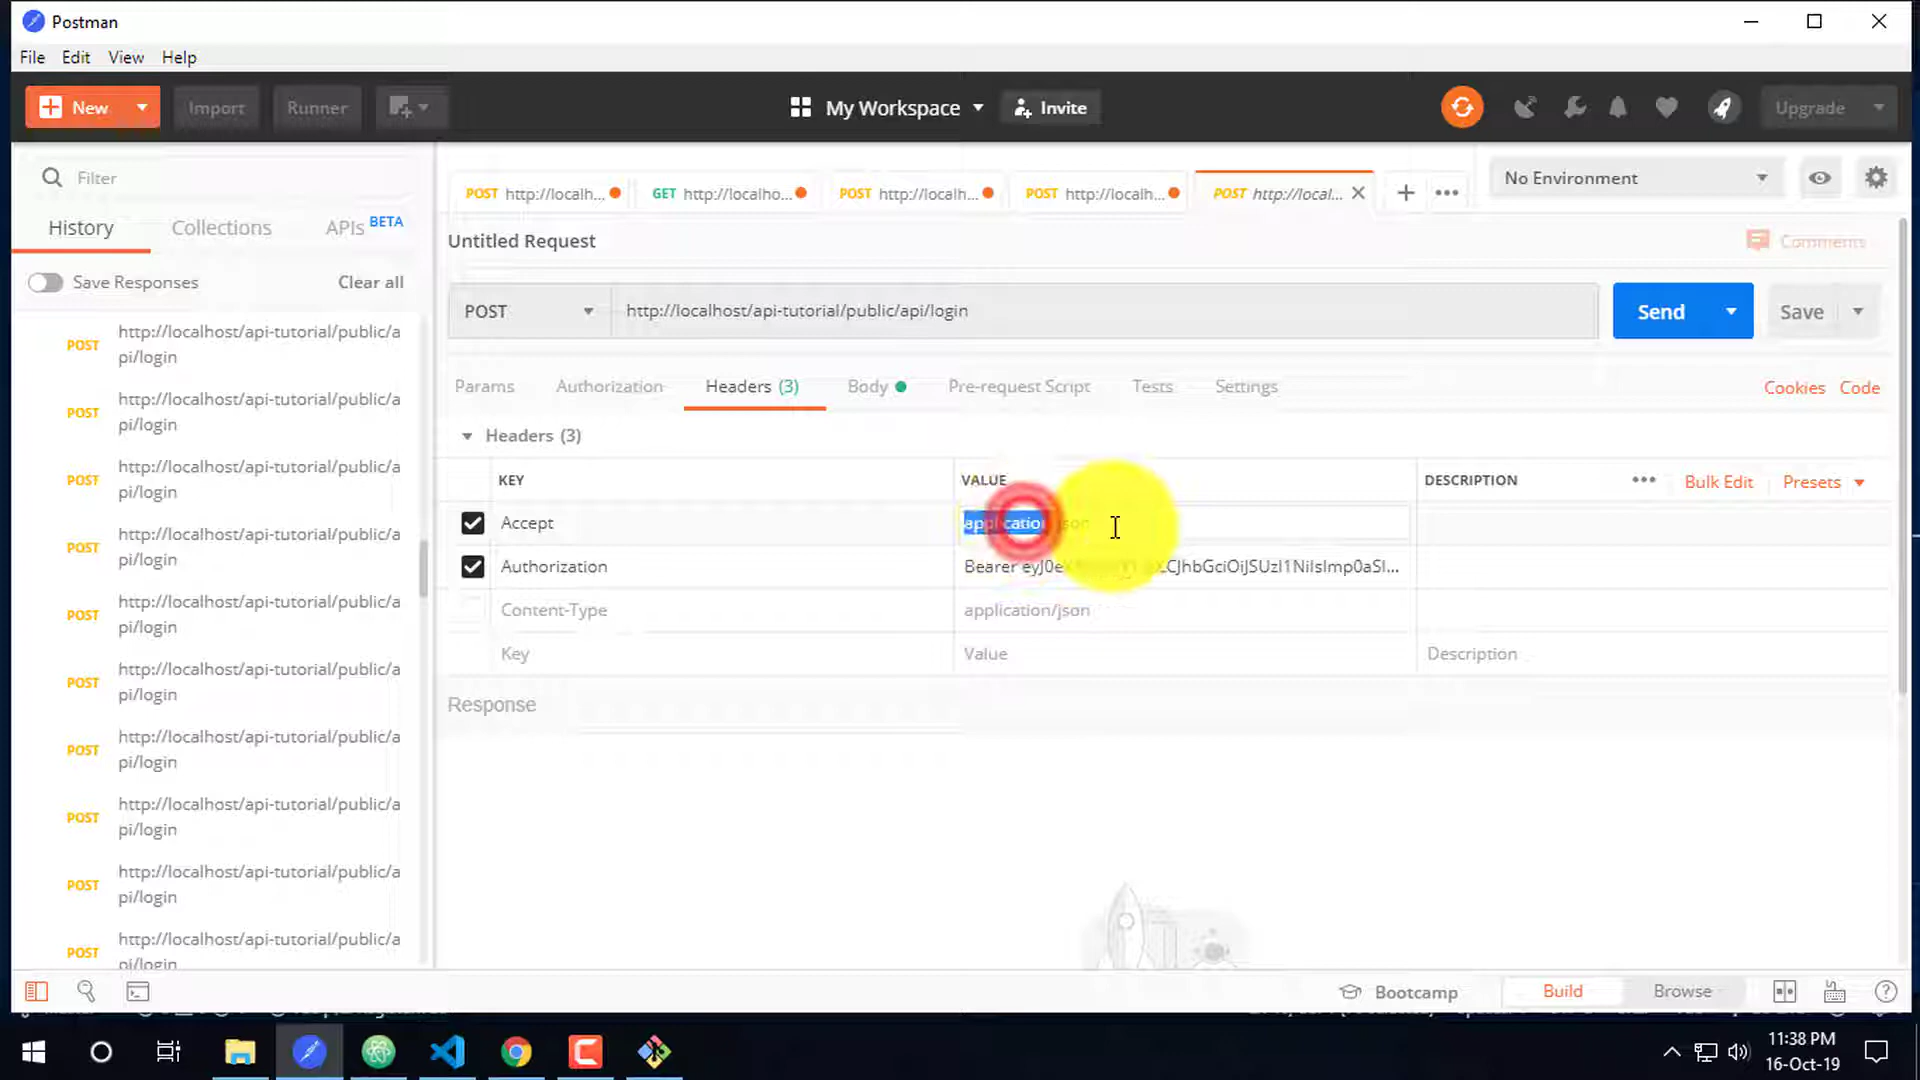 Postman
File Edit View Help
New Import Runner My Workspace Invite Upgrade
Filter
History Collections APIs BETA
Save Responses Clear all
POST http://localhost/api-tutorial/public/a
pi/login
POST http://localhost/api-tutorial/public/a
pi/login
POST http://localhost/api-tutorial/public/a
pi/login
POST http://localhost/api-tutorial/public/a
pi/login
POST http://localhost/api-tutorial/public/a
pi/login
POST http://localhost/api-tutorial/public/a
pi/login
POST http://localhost/api-tutorial/public/a
pi/login
POST http://localhost/api-tutorial/public/a
pi/login
POST http://localhost/api-tutorial/public/a
pi/login
POST http://localhost/api-tutorial/public/a
pi/login
POST http://localh... GET http://localho... POST http://localh... POST http://localh... POST http://local... No Environment
Untitled Request Comments
POST http://localhost/api-tutorial/public/api/login Send Save
Params Authorization Headers (3) Body Pre-request Script Tests Settings Cookies Code
Headers (3)
KEY VALUE DESCRIPTION Bulk Edit Presets
Accept application/json
Authorization Bearer
Content-Type application/json
Key Value Description
Response
Bootcamp Build Browse
11:38 PM
16-Oct-19